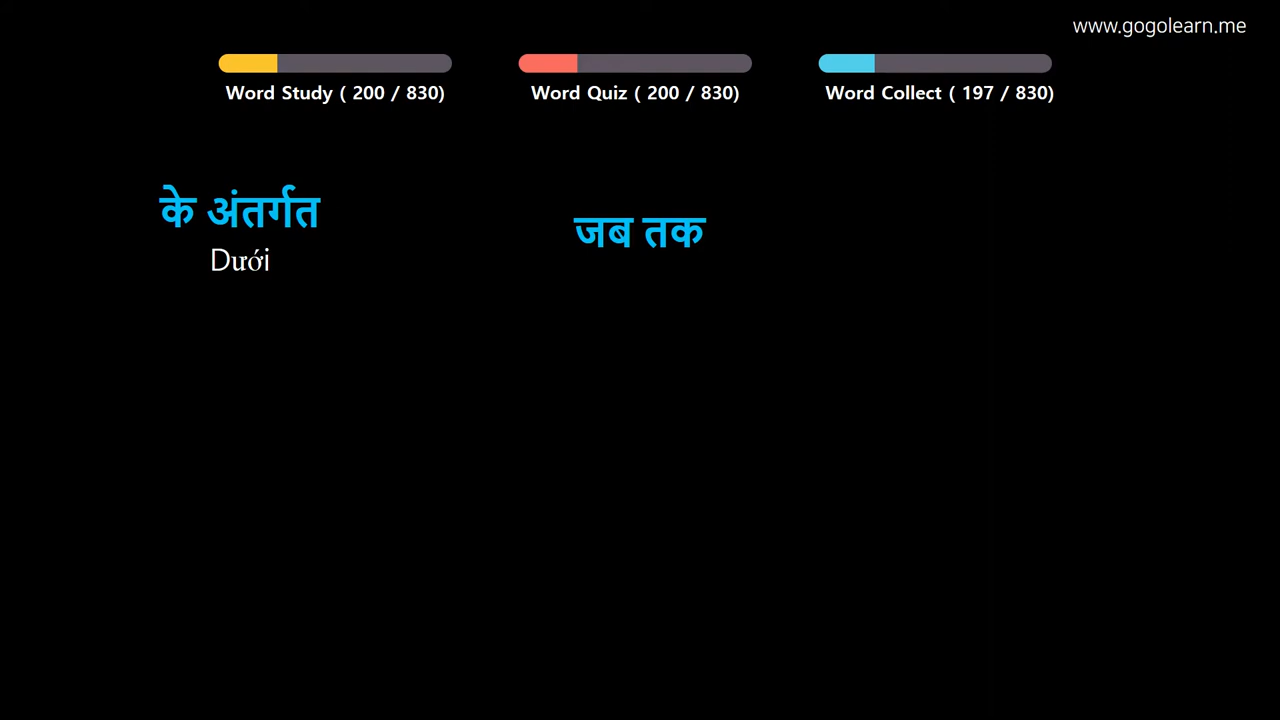 www.gogolearn.me
Word Study ( 200 / 830)
Word Quiz ( 200 / 830)
Word Collect ( 197 / 830)
के अंतर्गत
Dưới
जब तक